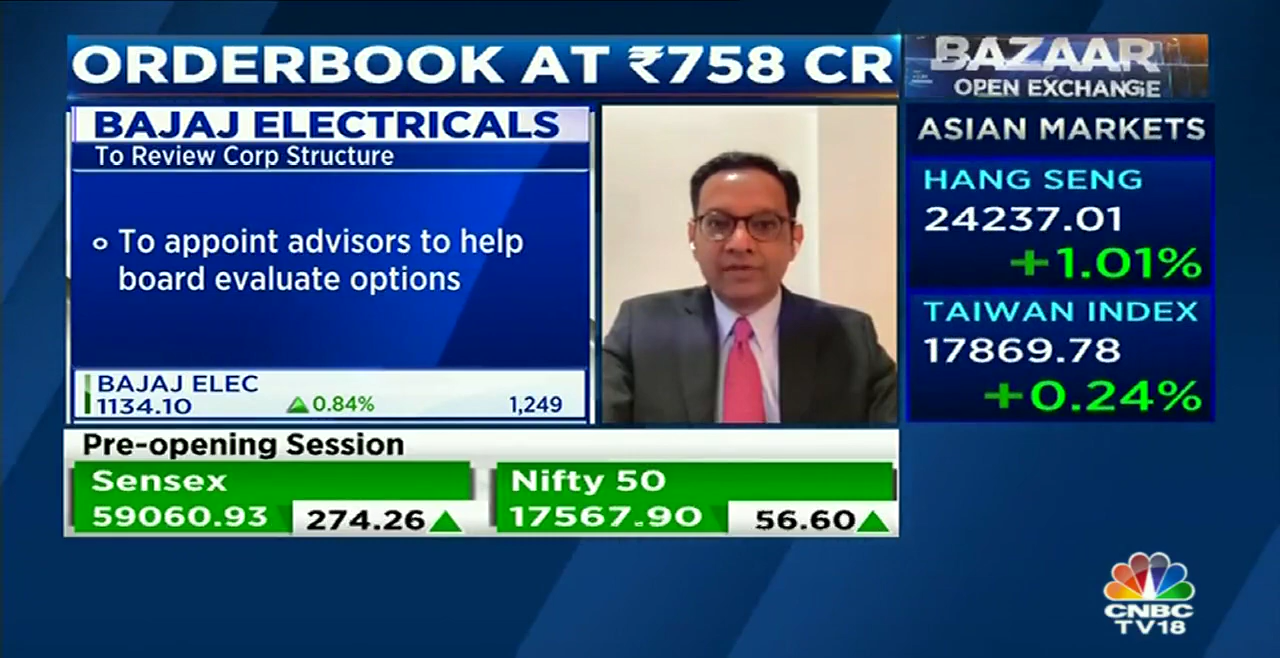 ORDERBOOK AT ₹758 CR
BAZAAR
OPEN EXCHANGE
BAJAJ ELECTRICALS
To Review Corp Structure
To appoint advisors to help
board evaluate options
BAJAJ ELEC
1134.10 0.84% 1,249
ASIAN MARKETS
HANG SENG
24237.01
+1.01%
TAIWAN INDEX
17869.78
+0.24%
Pre-opening Session
Sensex
59060.93 274.26
Nifty 50
17567.90 56.60
CNBC
TV18